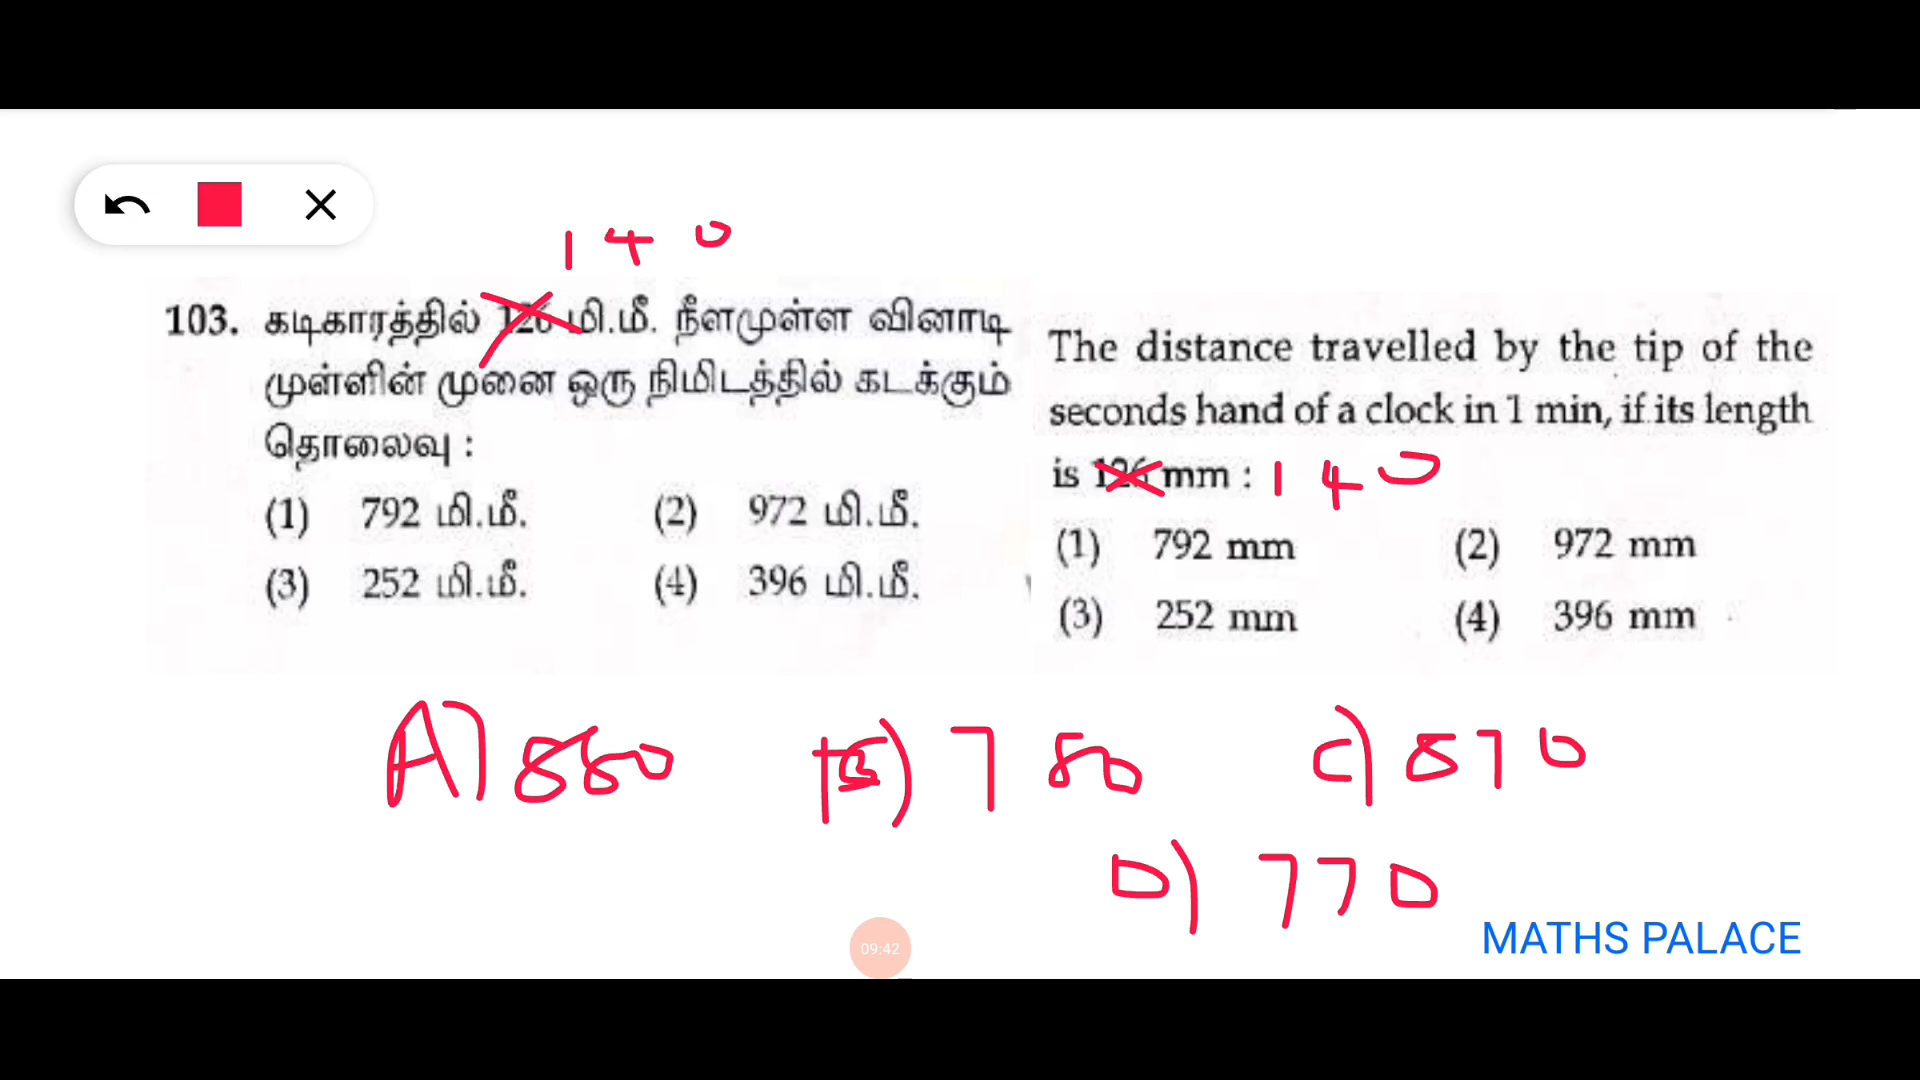 1 4 0
103. கடிகாரத்தில் 126 மி.மீ. நீளமுள்ள வினாடி
முள்ளின் முனை ஒரு நிமிடத்தில் கடக்கும்
தொலைவு :
(1) 792 மி.மீ. (2) 972 மி.மீ.
(3) 252 மி.மீ. (4) 396 மி.மீ.
The distance travelled by the tip of the
seconds hand of a clock in 1 min, if its length
is 126 mm : 1 4 0
(1) 792 mm (2) 972 mm
(3) 252 mm (4) 396 mm
A) 880 B) 780 C) 870
D) 770
MATHS PALACE
09:42